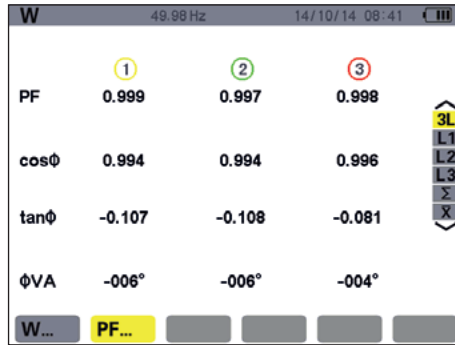 W 49.98 Hz 14/10/14 08:41
1 2 3
PF 0.999 0.997 0.998
3L
L1
cosΦ 0.994 0.994 0.996
L2
L3
Σ
tanΦ -0.107 -0.108 -0.081
X̄
ΦVA -006° -006° -004°
W... PF...